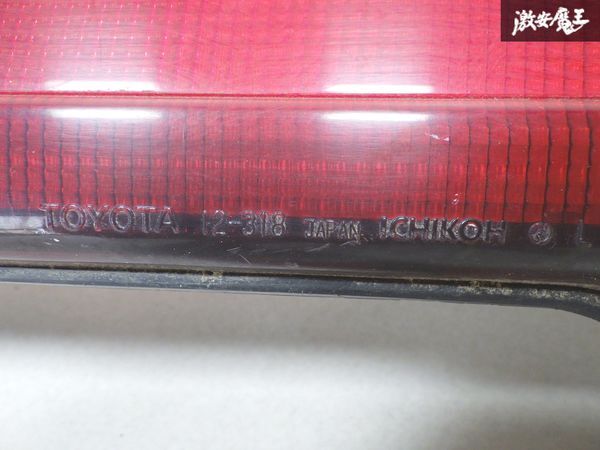 激安魔王
TOYOTA 12-318 JAPAN ICHIKOH L